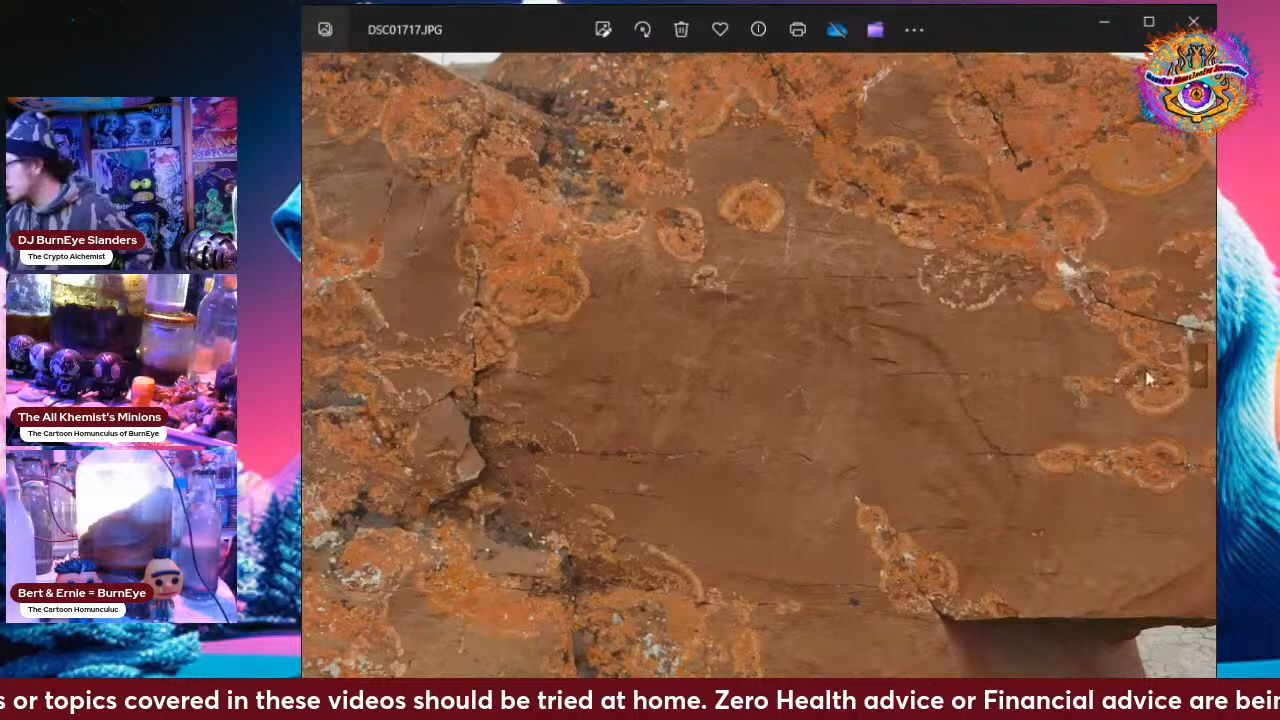 DSC01717.JPG
DJ BurnEye Slanders
The Crypto Alchemist
The All Khemist's Minions
The Cartoon Homunculus of BurnEye
Bert & Ernie = BurnEye
The Cartoon Homunculuc
s or topics covered in these videos should be tried at home. Zero Health advice or Financial advice are bein